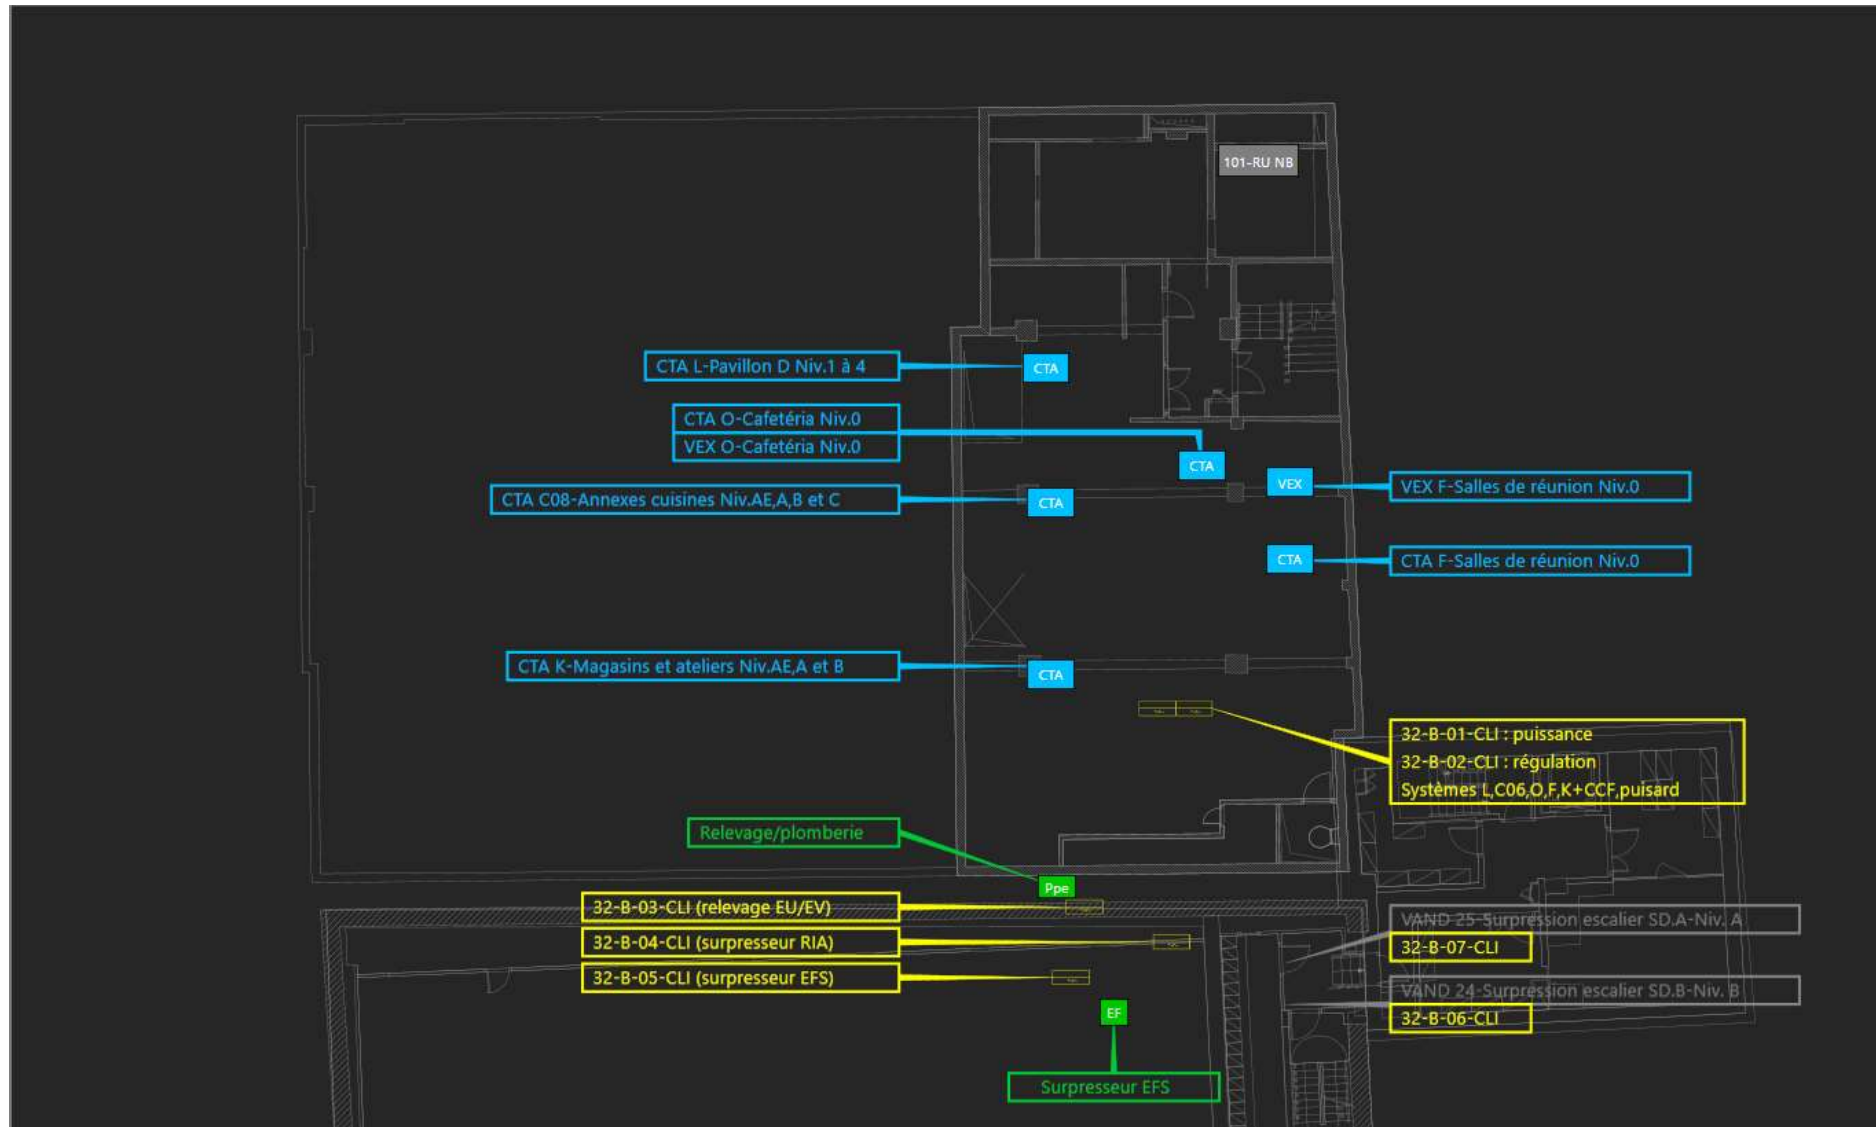 101-RU NB
CTA L-Pavillon D Niv.1 à 4
CTA
CTA O-Cafetéria Niv.0
VEX O-Cafetéria Niv.0
CTA
VEX
VEX F-Salles de réunion Niv.0
CTA C08-Annexes cuisines Niv.AE,A,B et C
CTA
CTA
CTA F-Salles de réunion Niv.0
CTA K-Magasins et ateliers Niv.AE,A et B
CTA
32-B-01-CLI : puissance
32-B-02-CLI : régulation
Systèmes L,C06,O,F,K+CCF,puisard
Relevage/plomberie
Ppe
32-B-03-CLI (relevage EU/EV)
32-B-04-CLI (surpresseur RIA)
32-B-05-CLI (surpresseur EFS)
VAND 25-Surpression escalier SD.A-Niv. A
32-B-07-CLI
VAND 24-Surpression escalier SD.B-Niv. B
32-B-06-CLI
EF
Surpresseur EFS